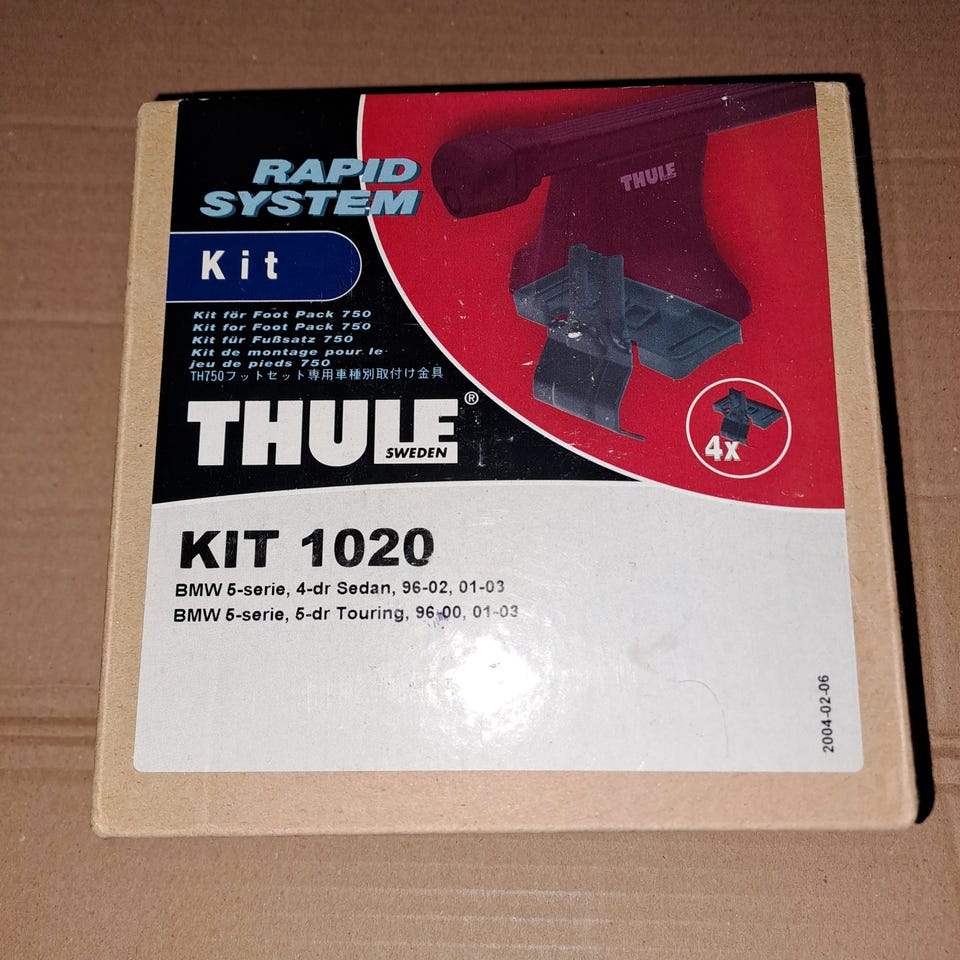 RAPID
SYSTEM
THULE
Kit
Kit för Foot Pack 750
Kit for Foot Pack 750
Kit für Fußsatz 750
Kit de montage pour le
jeu de pieds 750
TH750フットセット専用車種別取付け金具
THULE®
SWEDEN
4x
KIT 1020
BMW 5-serie, 4-dr Sedan, 96-02, 01-03
BMW 5-serie, 5-dr Touring, 96-00, 01-03
2004-02-06